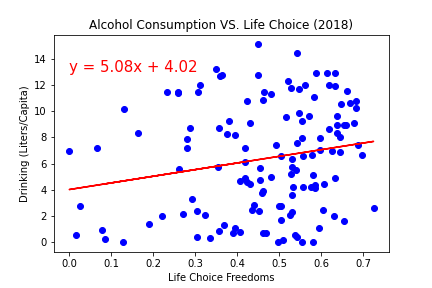 Alcohol Consumption VS. Life Choice (2018)
y = 5.08x + 4.02
Drinking (Liters/Capita)
14
12
10
8
6
4
2
0
0.0 0.1 0.2 0.3 0.4 0.5 0.6 0.7
Life Choice Freedoms